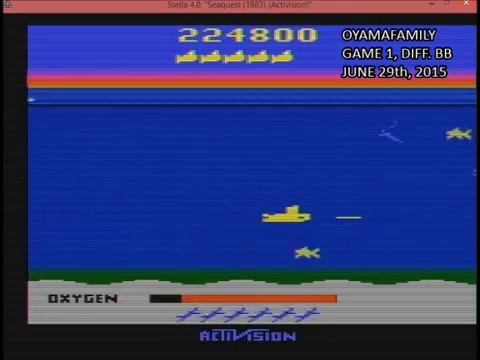 Stella 4.0: "Seaquest (1983) (Activision)"
224800
OYAMAFAMILY
GAME 1, DIFF. BB
JUNE 29th, 2015
OXYGEN
ACTIVISION